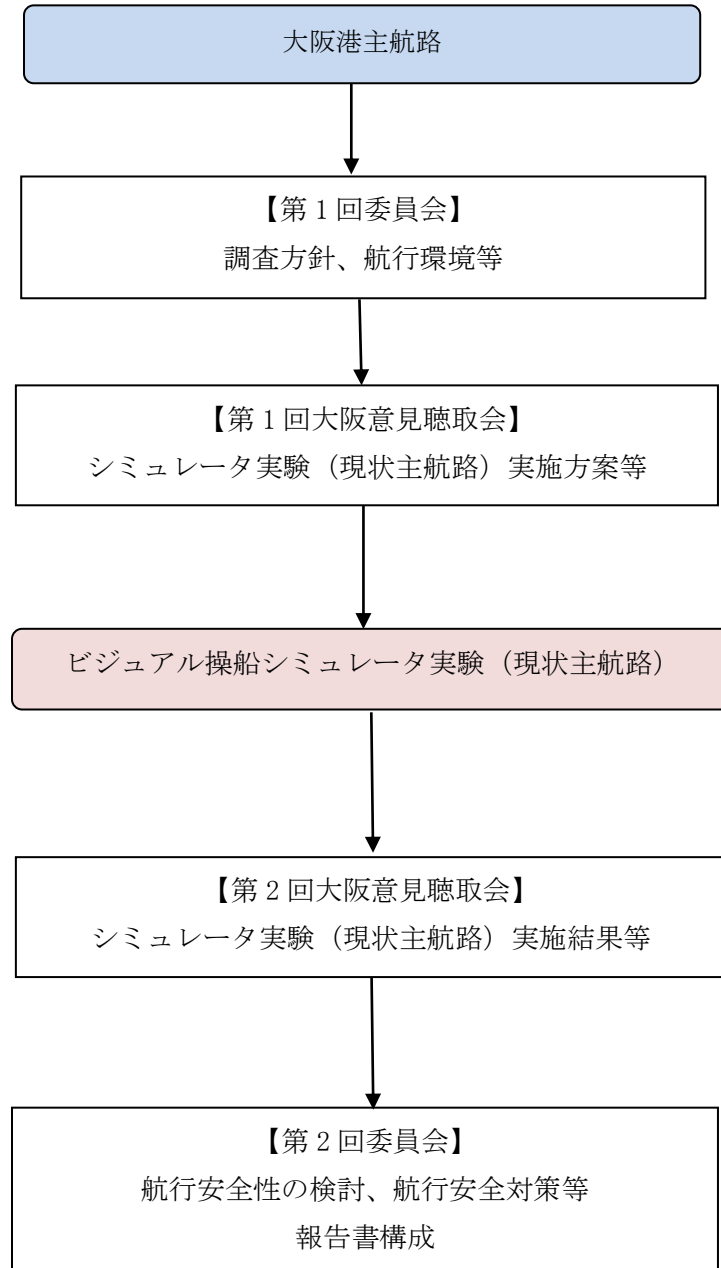 大阪港主航路
【第1回委員会】
調査方針、航行環境等
【第1回大阪意見聴取会】
シミュレータ実験（現状主航路）実施方案等
ビジュアル操船シミュレータ実験（現状主航路）
【第2回大阪意見聴取会】
シミュレータ実験（現状主航路）実施結果等
【第2回委員会】
航行安全性の検討、航行安全対策等
報告書構成